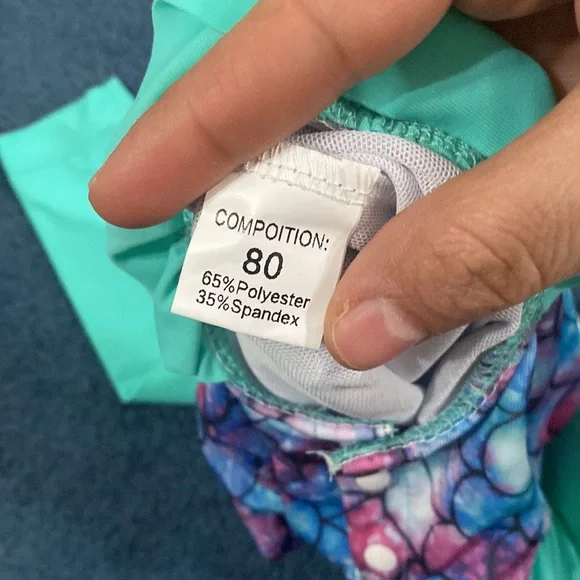 COMPOITION:
80
65%Polyester
35%Spandex